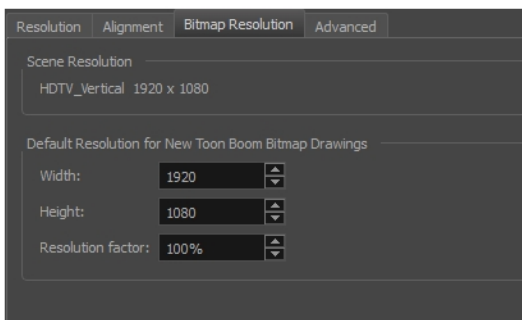 Resolution Alignment Bitmap Resolution Advanced
Scene Resolution
HDTV_Vertical 1920 x 1080
Default Resolution for New Toon Boom Bitmap Drawings
Width: 1920
Height: 1080
Resolution factor: 100%